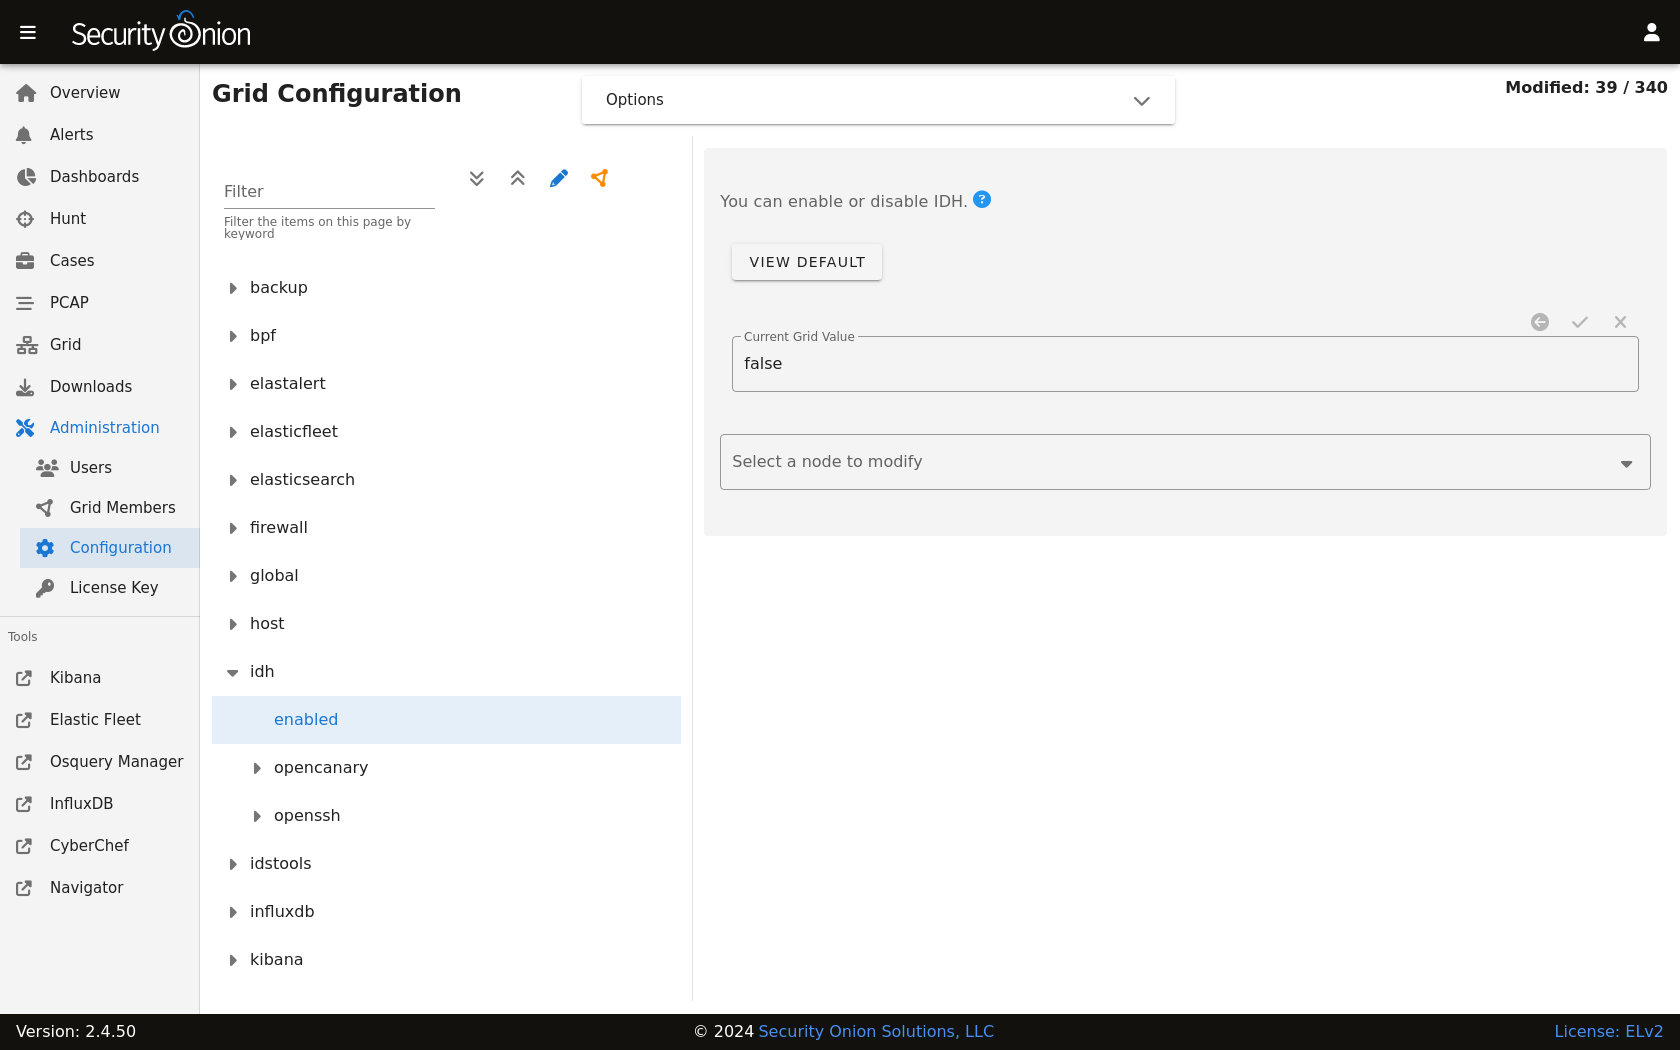 Security Onion
Overview
Alerts
Dashboards
Hunt
Cases
PCAP
Grid
Downloads
Administration
Users
Grid Members
Configuration
License Key
Tools
Kibana
Elastic Fleet
Osquery Manager
InfluxDB
CyberChef
Navigator
Grid Configuration
Options
Modified: 39 / 340
Filter
Filter the items on this page by
keyword
backup
bpf
elastalert
elasticfleet
elasticsearch
firewall
global
host
idh
enabled
opencanary
openssh
idstools
influxdb
kibana
You can enable or disable IDH. ?
VIEW DEFAULT
Current Grid Value
false
Select a node to modify
Version: 2.4.50
© 2024 Security Onion Solutions, LLC
License: ELv2